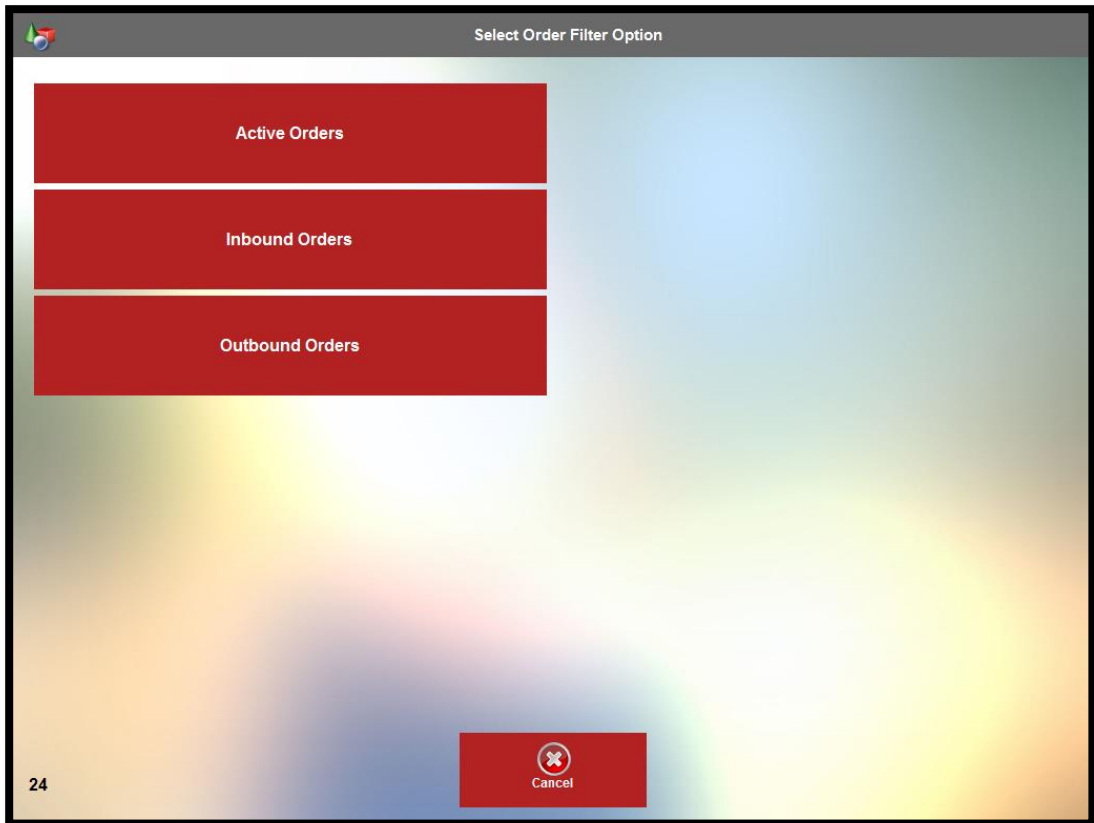 Select Order Filter Option
Active Orders
Inbound Orders
Outbound Orders
Cancel
24